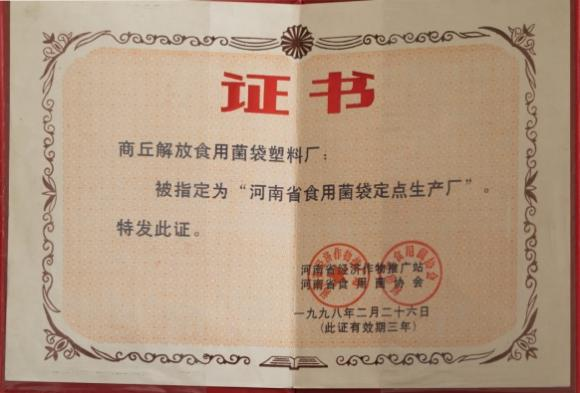 证书
商丘解放食用菌袋塑料厂：
被指定为“河南省食用菌袋定点生产厂”。
特发此证。
河南省经济作物推广站
河南省食用菌协会
一九九八年二月二十六日
(此证有效期三年)